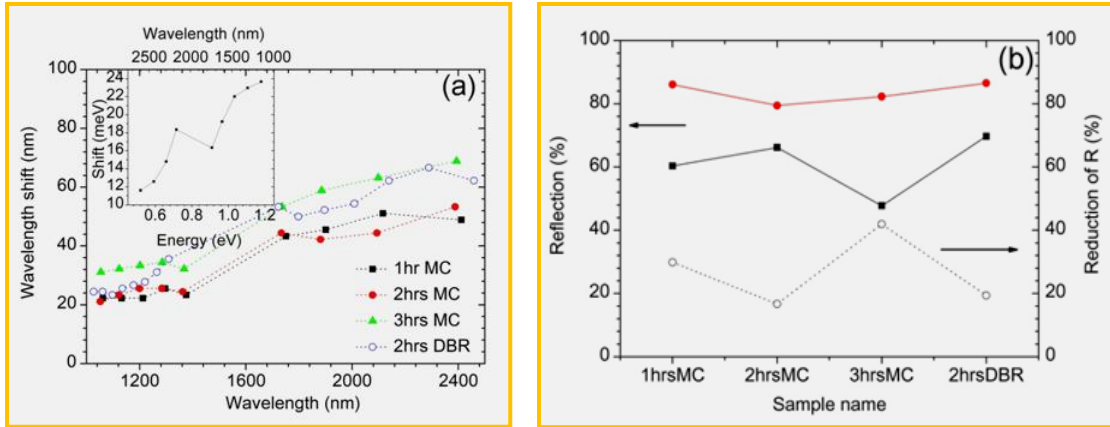 Wavelength (nm)
2500 2000 1500 1000
(a)
100
80
60
40
20
0
Wavelength shift (nm)
24
22
20
18
16
14
12
10
Shift (meV)
0.6 0.8 1.0 1.2
Energy (eV)
1hr MC
2hrs MC
3hrs MC
2hrs DBR
1200 1600 2000 2400
Wavelength (nm)
(b)
100
80
60
40
20
0
Reflection (%)
100
80
60
40
20
0
Reduction of R (%)
1hrsMC 2hrsMC 3hrsMC 2hrsDBR
Sample name